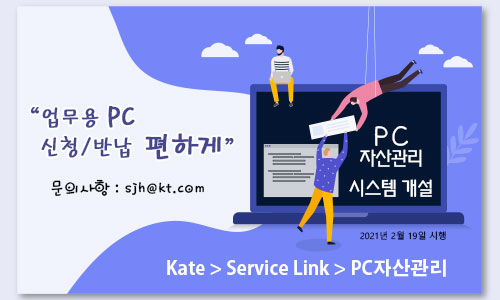 “업무용 PC
신청/반납 편하게”
문의사항 : sjh@kt.com
PC
자산관리
시스템 개설
2021년 2월 19일 시행
Kate > Service Link > PC자산관리